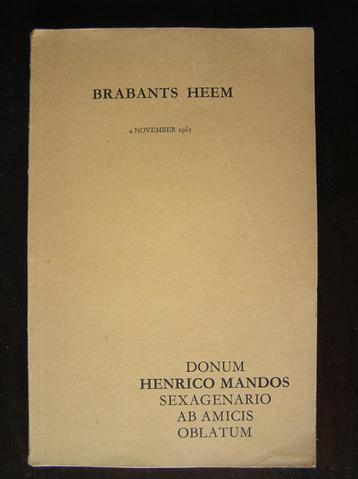 BRABANTS HEEM
4 NOVEMBER 1967
DONUM
HENRICO MANDOS
SEXAGENARIO
AB AMICIS
OBLATUM